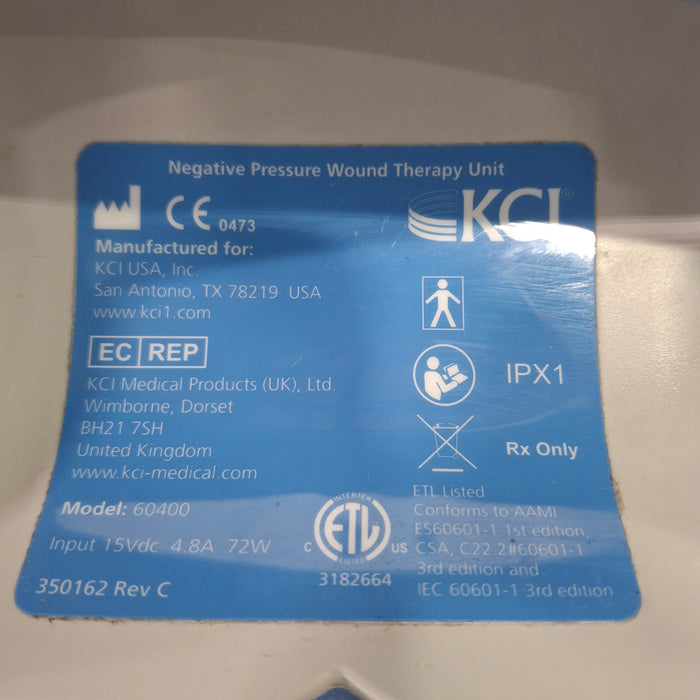 Negative Pressure Wound Therapy Unit
CE 0473
KCI®
Manufactured for:
KCI USA, Inc.
San Antonio, TX 78219 USA
www.kci1.com
EC REP
KCI Medical Products (UK), Ltd.
Wimborne, Dorset
BH21 7SH
United Kingdom
www.kci-medical.com
IPX1
Rx Only
Model: 60400
Input 15Vdc 4.8A 72W
350162 Rev C
INTERTEK
C ETL US
LISTED
3182664
ETL Listed
Conforms to AAMI
ES60601-1 1st edition,
CSA, C22.2#60601-1
3rd edition and
IEC 60601-1 3rd edition